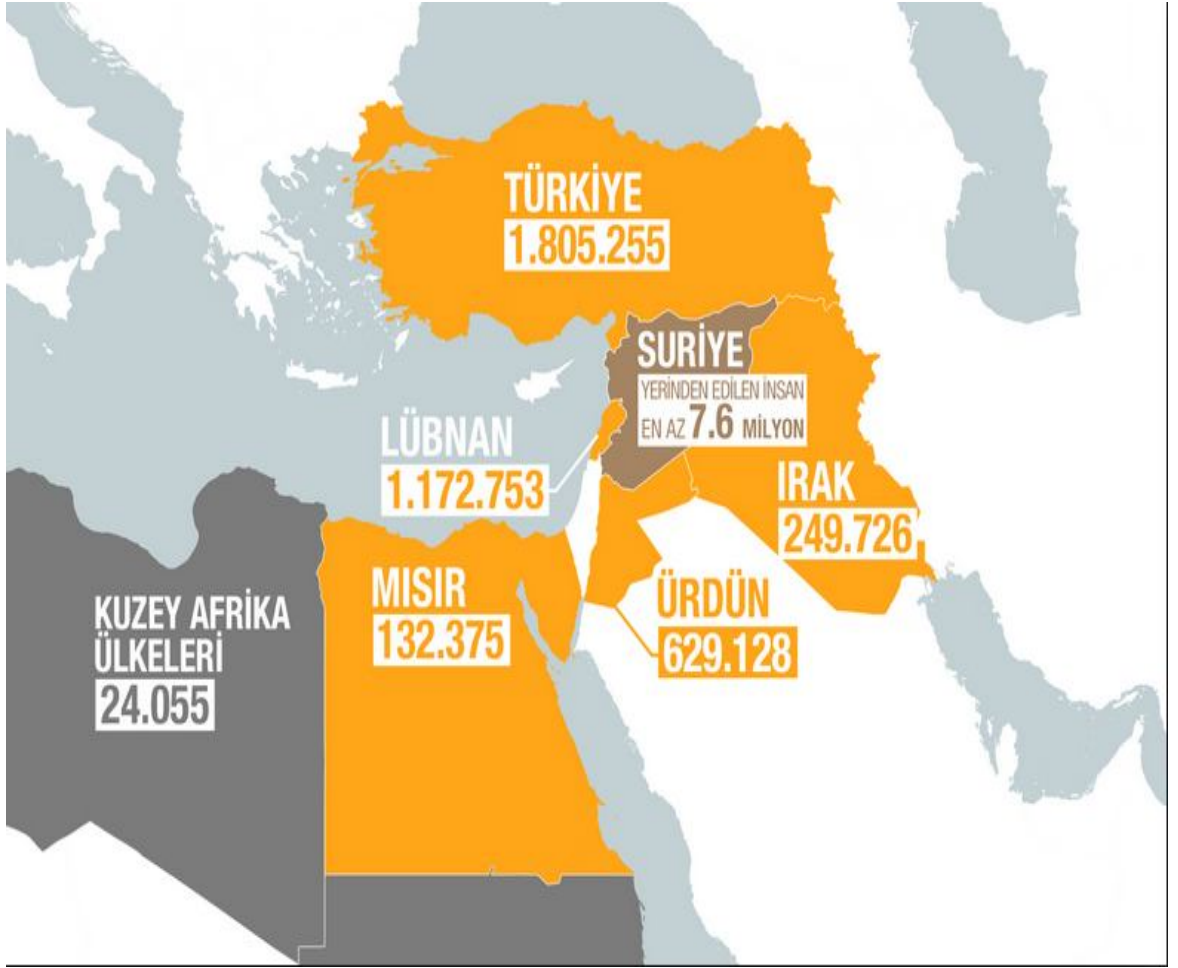 TÜRKİYE
1.805.255
SURİYE
YERİNDEN EDİLEN İNSAN
EN AZ 7.6 MİLYON
LÜBNAN
1.172.753
IRAK
249.726
MISIR
132.375
ÜRDÜN
629.128
KUZEY AFRİKA
ÜLKELERİ
24.055